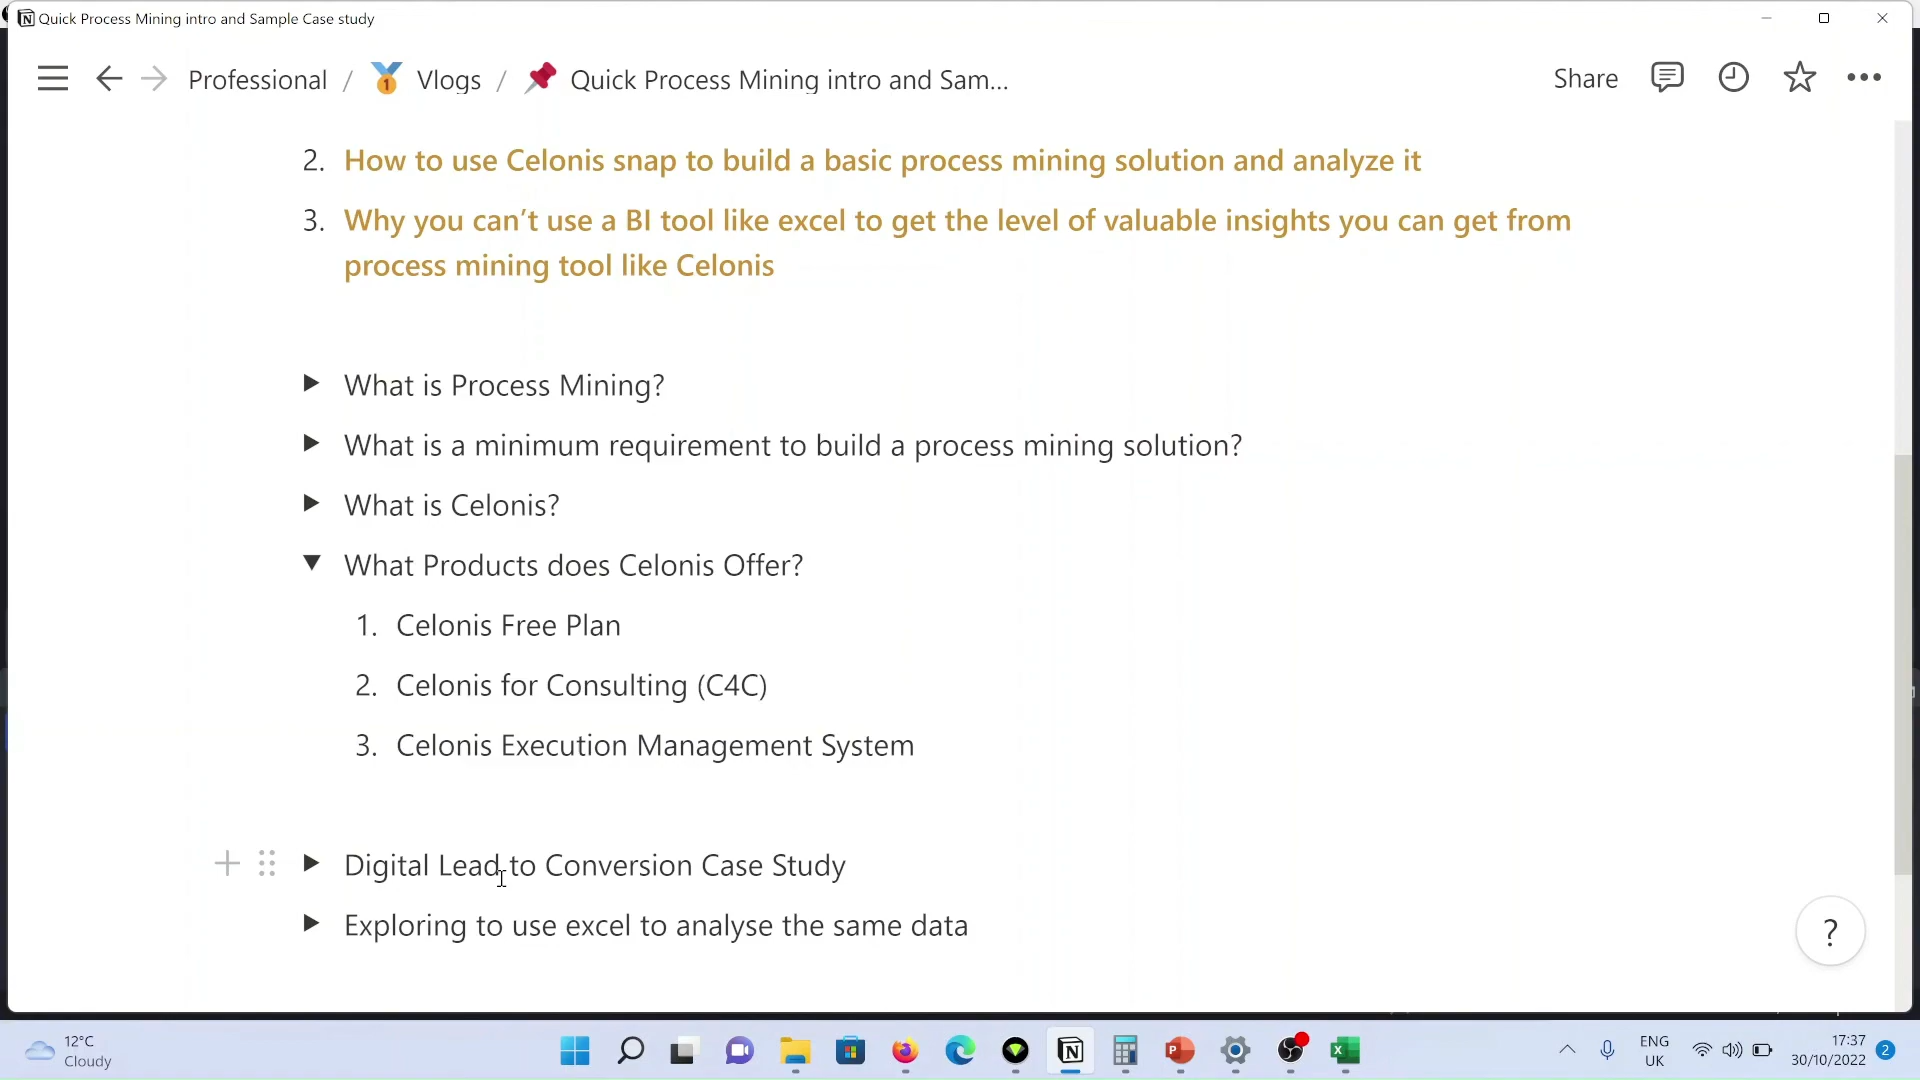 Quick Process Mining intro and Sample Case study
Professional / Vlogs / Quick Process Mining intro and Sam...
Share
2. How to use Celonis snap to build a basic process mining solution and analyze it
3. Why you can’t use a BI tool like excel to get the level of valuable insights you can get from
process mining tool like Celonis
What is Process Mining?
What is a minimum requirement to build a process mining solution?
What is Celonis?
What Products does Celonis Offer?
1. Celonis Free Plan
2. Celonis for Consulting (C4C)
3. Celonis Execution Management System
Digital Lead to Conversion Case Study
Exploring to use excel to analyse the same data
?
12°C
Cloudy
ENG
UK
17:37
30/10/2022
2